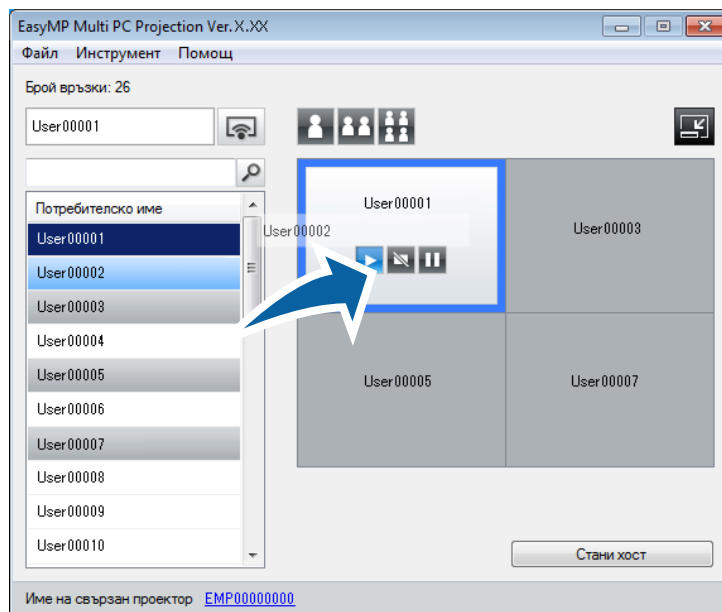 EasyMP Multi PC Projection Ver.X.XX
Файл Инструмент Помощ
Брой връзки: 26
User00001
Потребителско име
User00001
User00002
User00003
User00004
User00005
User00006
User00007
User00008
User00009
User00010
User00001
User00002
User00003
User00005
User00007
Стани хост
Име на свързан проектор EMP00000000